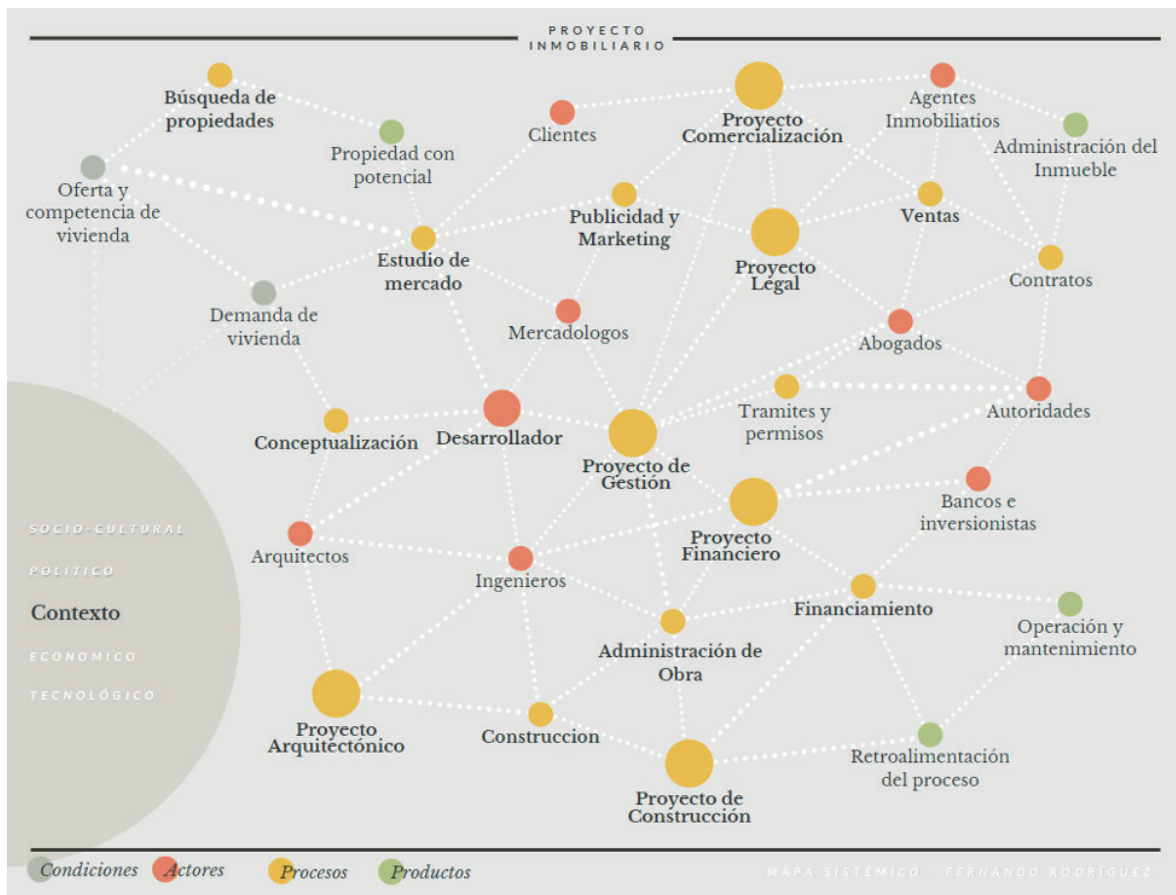 PROYECTO
INMOBILIARIO
Búsqueda de
propiedades
Propiedad con
potencial
Clientes
Proyecto
Comercialización
Agentes
Inmobiliatios
Administración del
Inmueble
Oferta y
competencia de
vivienda
Estudio de
mercado
Publicidad y
Marketing
Proyecto
Légal
Ventas
Contratos
Demanda de
vivienda
Mercadologos
Abogados
Conceptualización
Desarrollador
Proyecto de
Gestión
Tramites y
permisos
Autoridades
Arquitectos
Ingenieros
Proyecto
Financiero
Bancos e
inversionistas
SOCIO-CULTURAL
POLITICO
Contexto
ECONOMICO
TECNOLÓGICO
Administración de
Obra
Financiamiento
Operación y
mantenimiento
Proyecto
Arquitectónico
Construccion
Proyecto de
Construcción
Retroalimentación
del proceso
Condiciones
Actores
Procesos
Productos
MAPA SISTÉMICO - FERNANDO RODRÍGUEZ